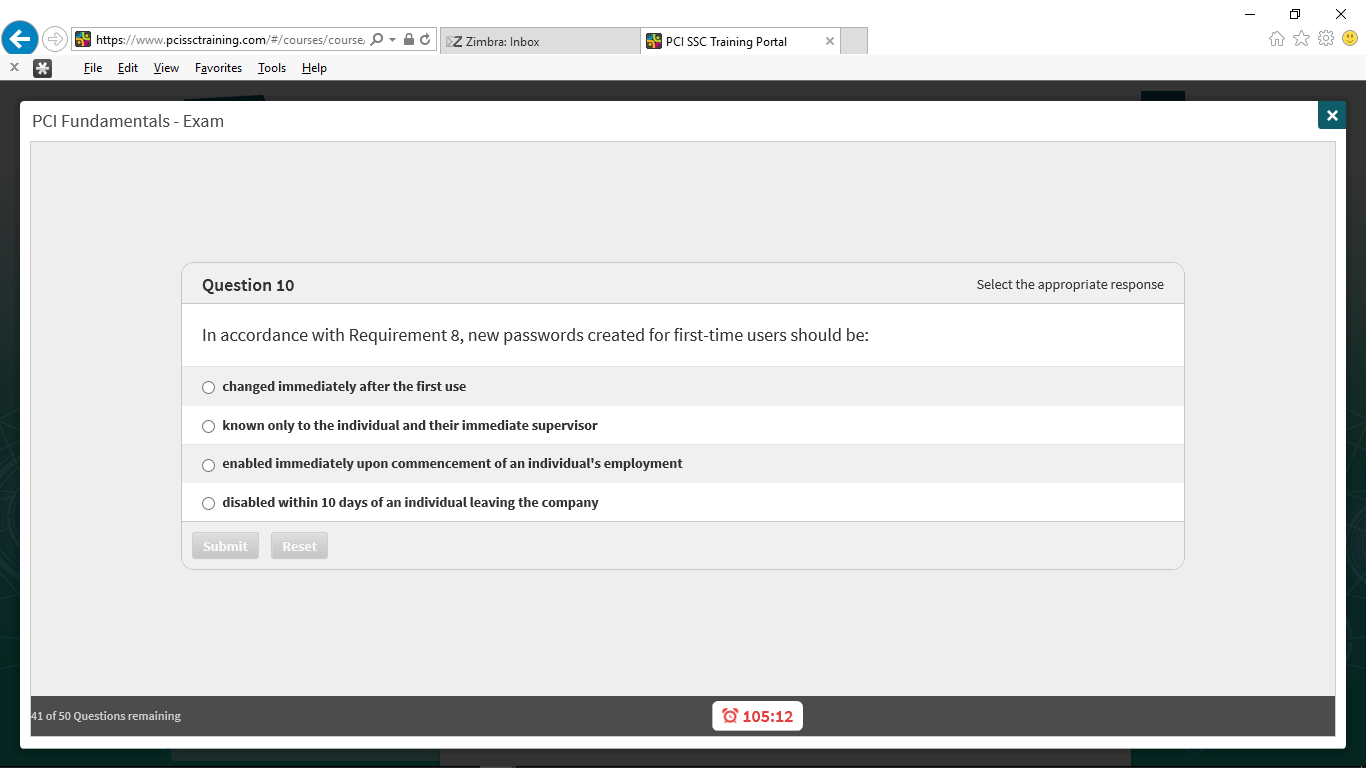 https://www.pcissctraining.com/#/courses/course,
Zimbra: Inbox
PCI SSC Training Portal
File Edit View Favorites Tools Help
PCI Fundamentals - Exam
Question 10
Select the appropriate response
In accordance with Requirement 8, new passwords created for first-time users should be:
changed immediately after the first use
known only to the individual and their immediate supervisor
enabled immediately upon commencement of an individual's employment
disabled within 10 days of an individual leaving the company
Submit
Reset
41 of 50 Questions remaining
105:12